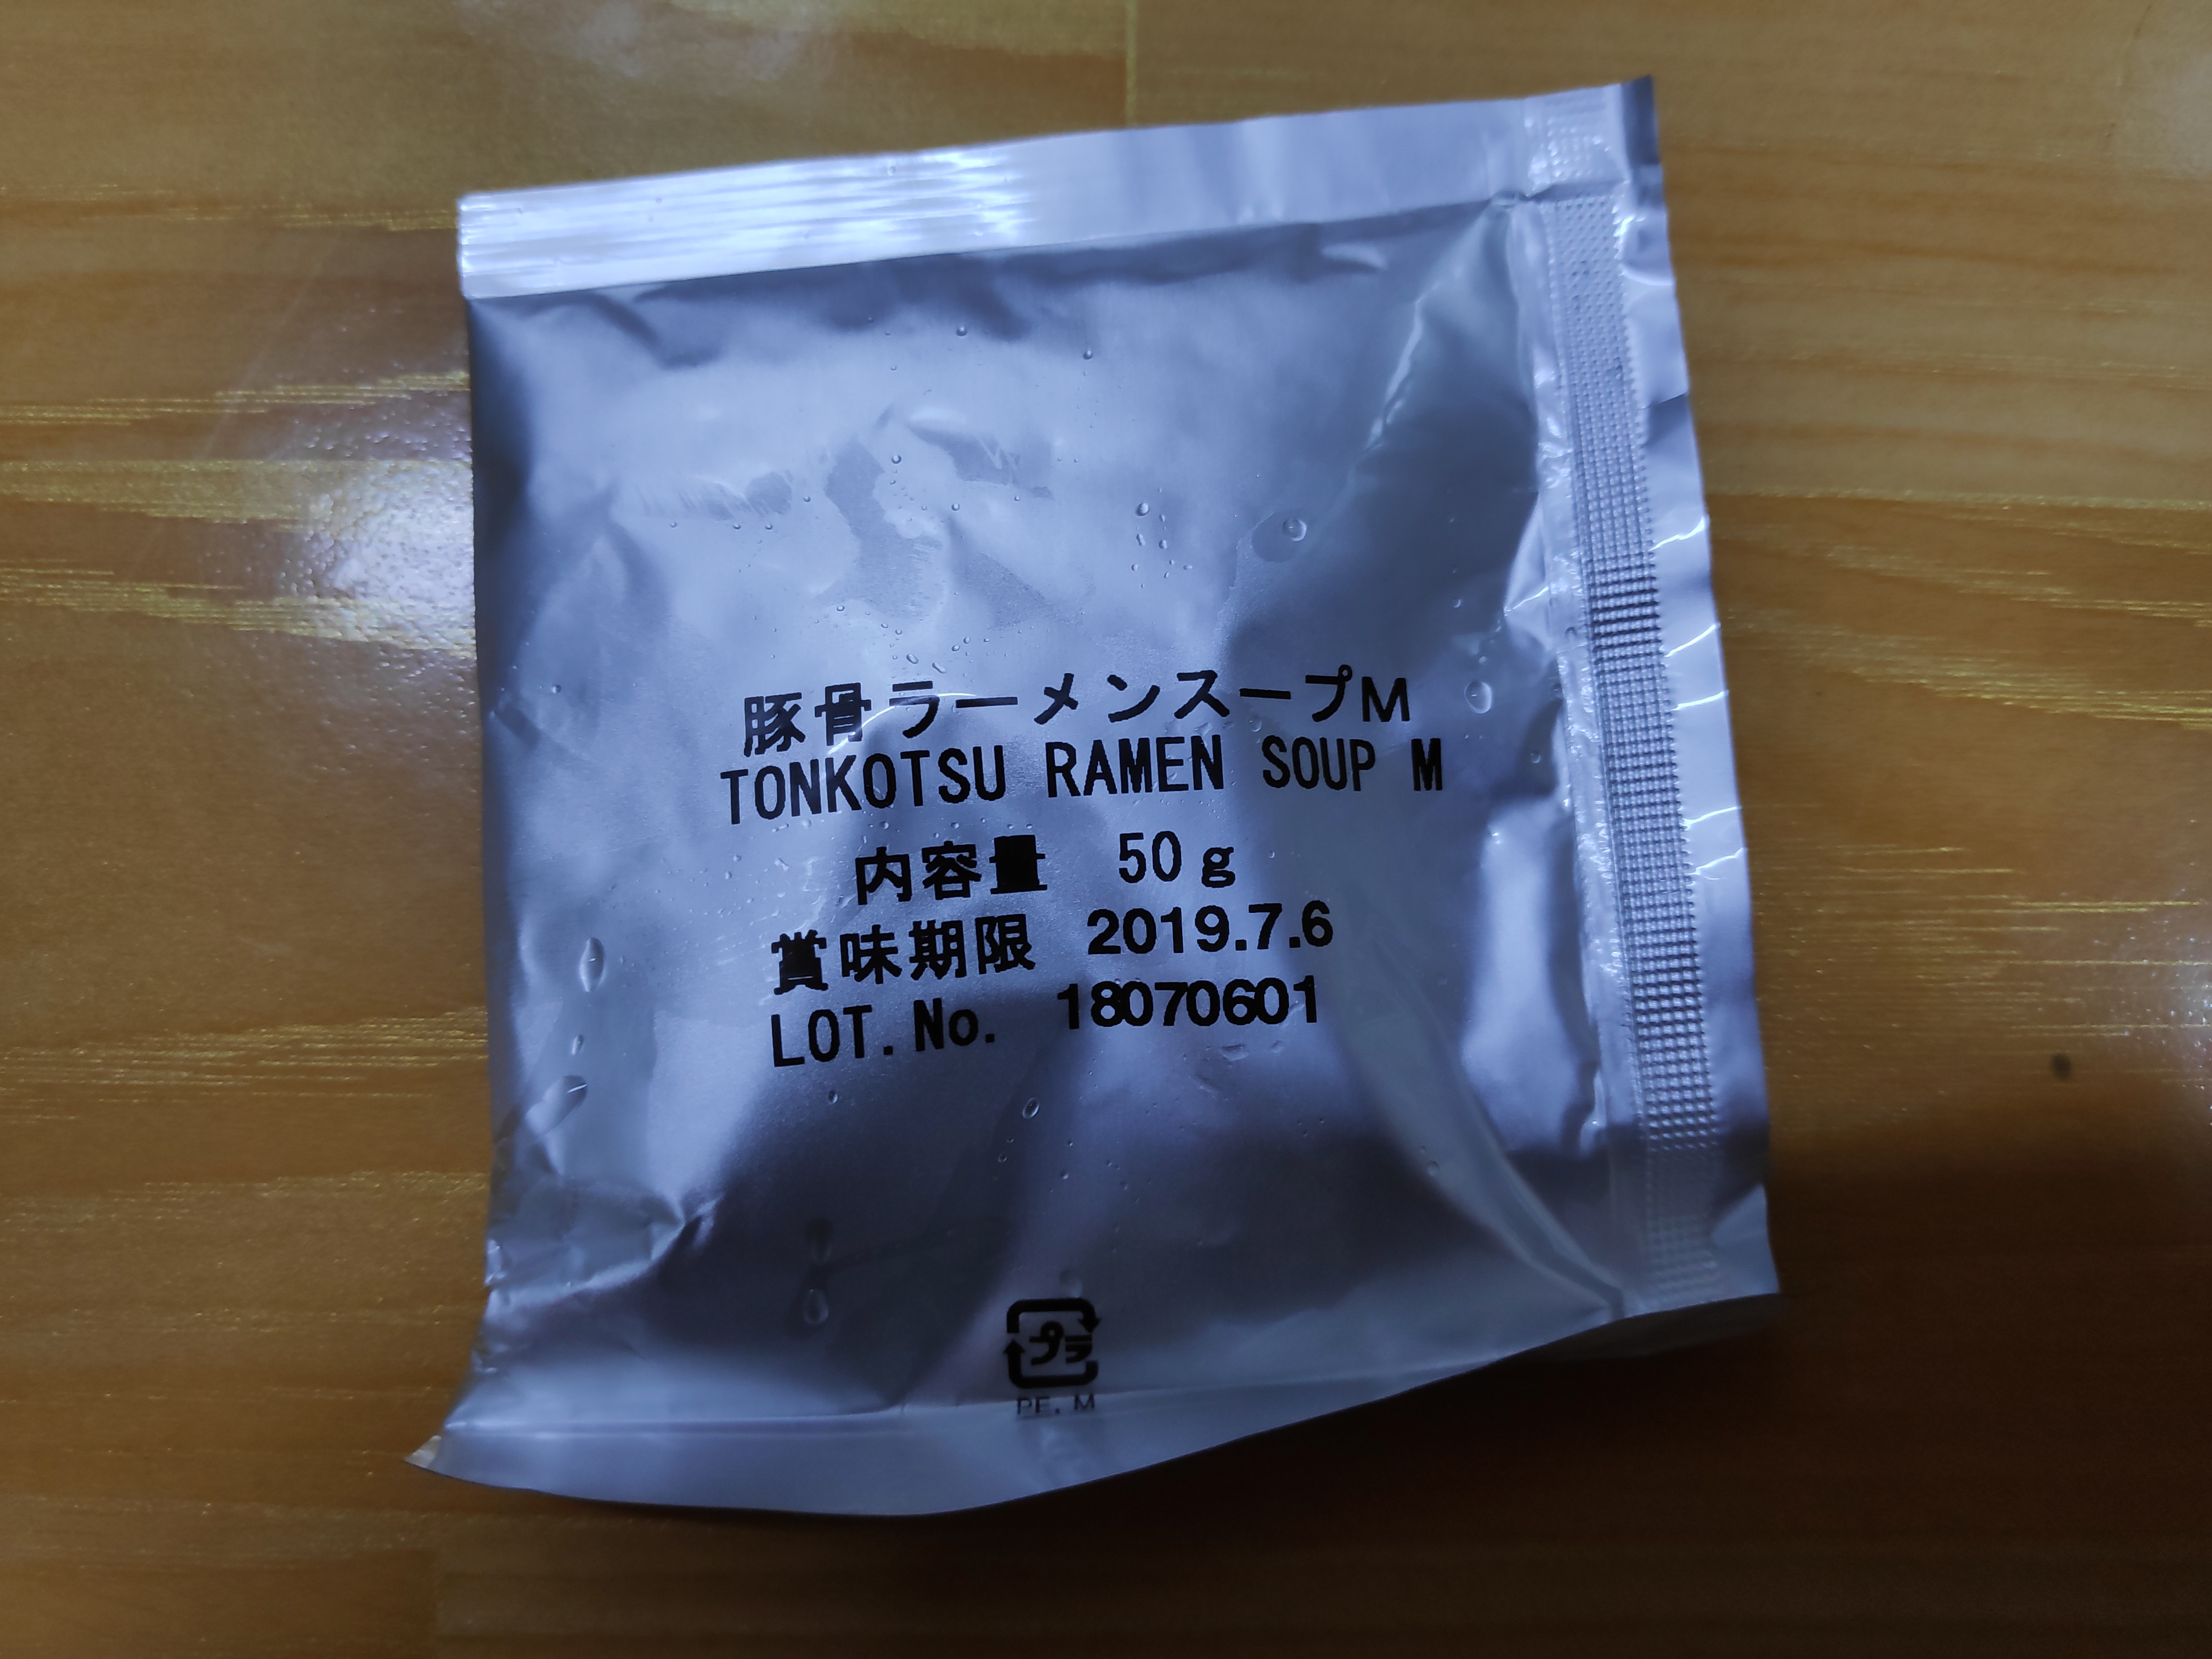 豚骨ラーメンスープM
TONKOTSU RAMEN SOUP M
内容量 50g
賞味期限 2019.7.6
LOT.No. 18070601
プラ
PE.M